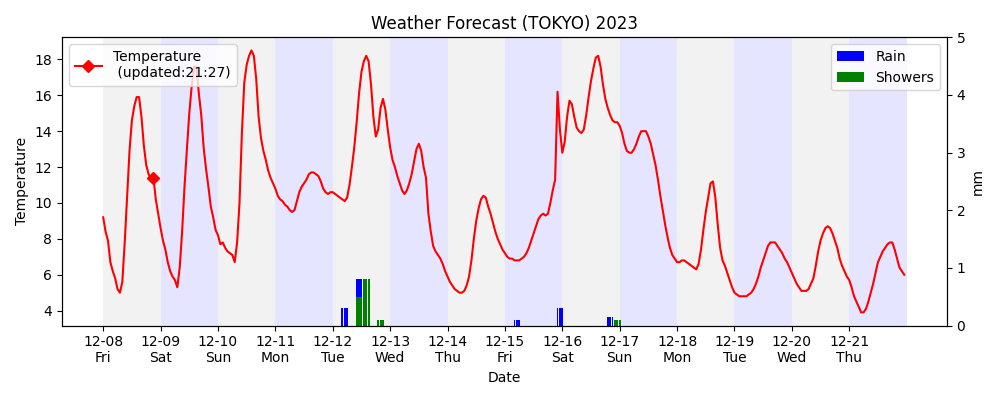 Weather Forecast (TOKYO) 2023
Temperature
(updated:21:27)
Rain
Showers
Temperature
18
16
14
12
10
8
6
4
5
4
3
2
1
0
mm
12-08 12-09 12-10 12-11 12-12 12-13 12-14 12-15 12-16 12-17 12-18 12-19 12-20 12-21
Fri Sat Sun Mon Tue Wed Thu Fri Sat Sun Mon Tue Wed Thu
Date